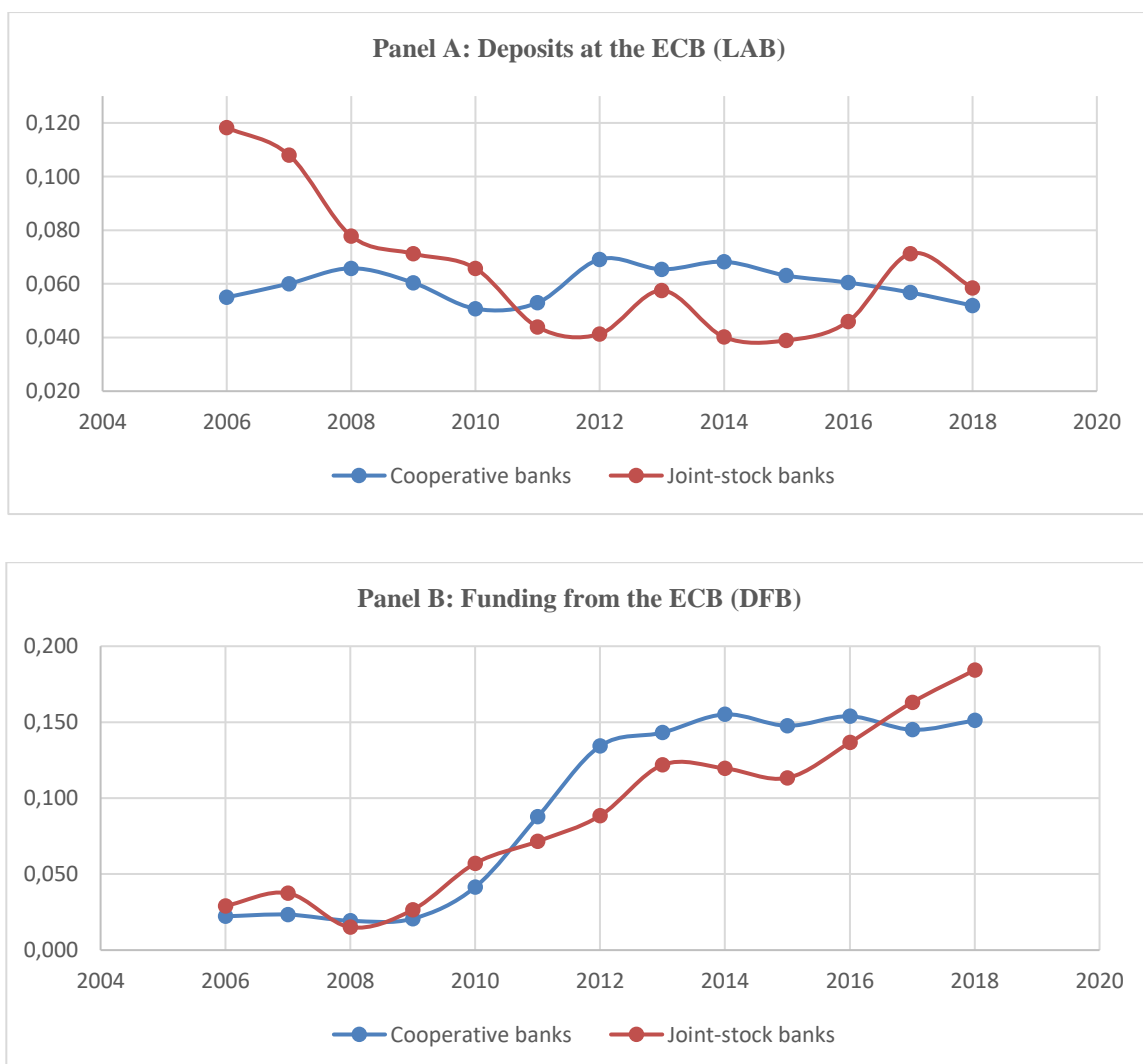 Panel A: Deposits at the ECB (LAB)
0,120
0,100
0,080
0,060
0,040
0,020
2004 2006 2008 2010 2012 2014 2016 2018 2020
Cooperative banks Joint-stock banks
Panel B: Funding from the ECB (DFB)
0,200
0,150
0,100
0,050
0,000
2004 2006 2008 2010 2012 2014 2016 2018 2020
Cooperative banks Joint-stock banks